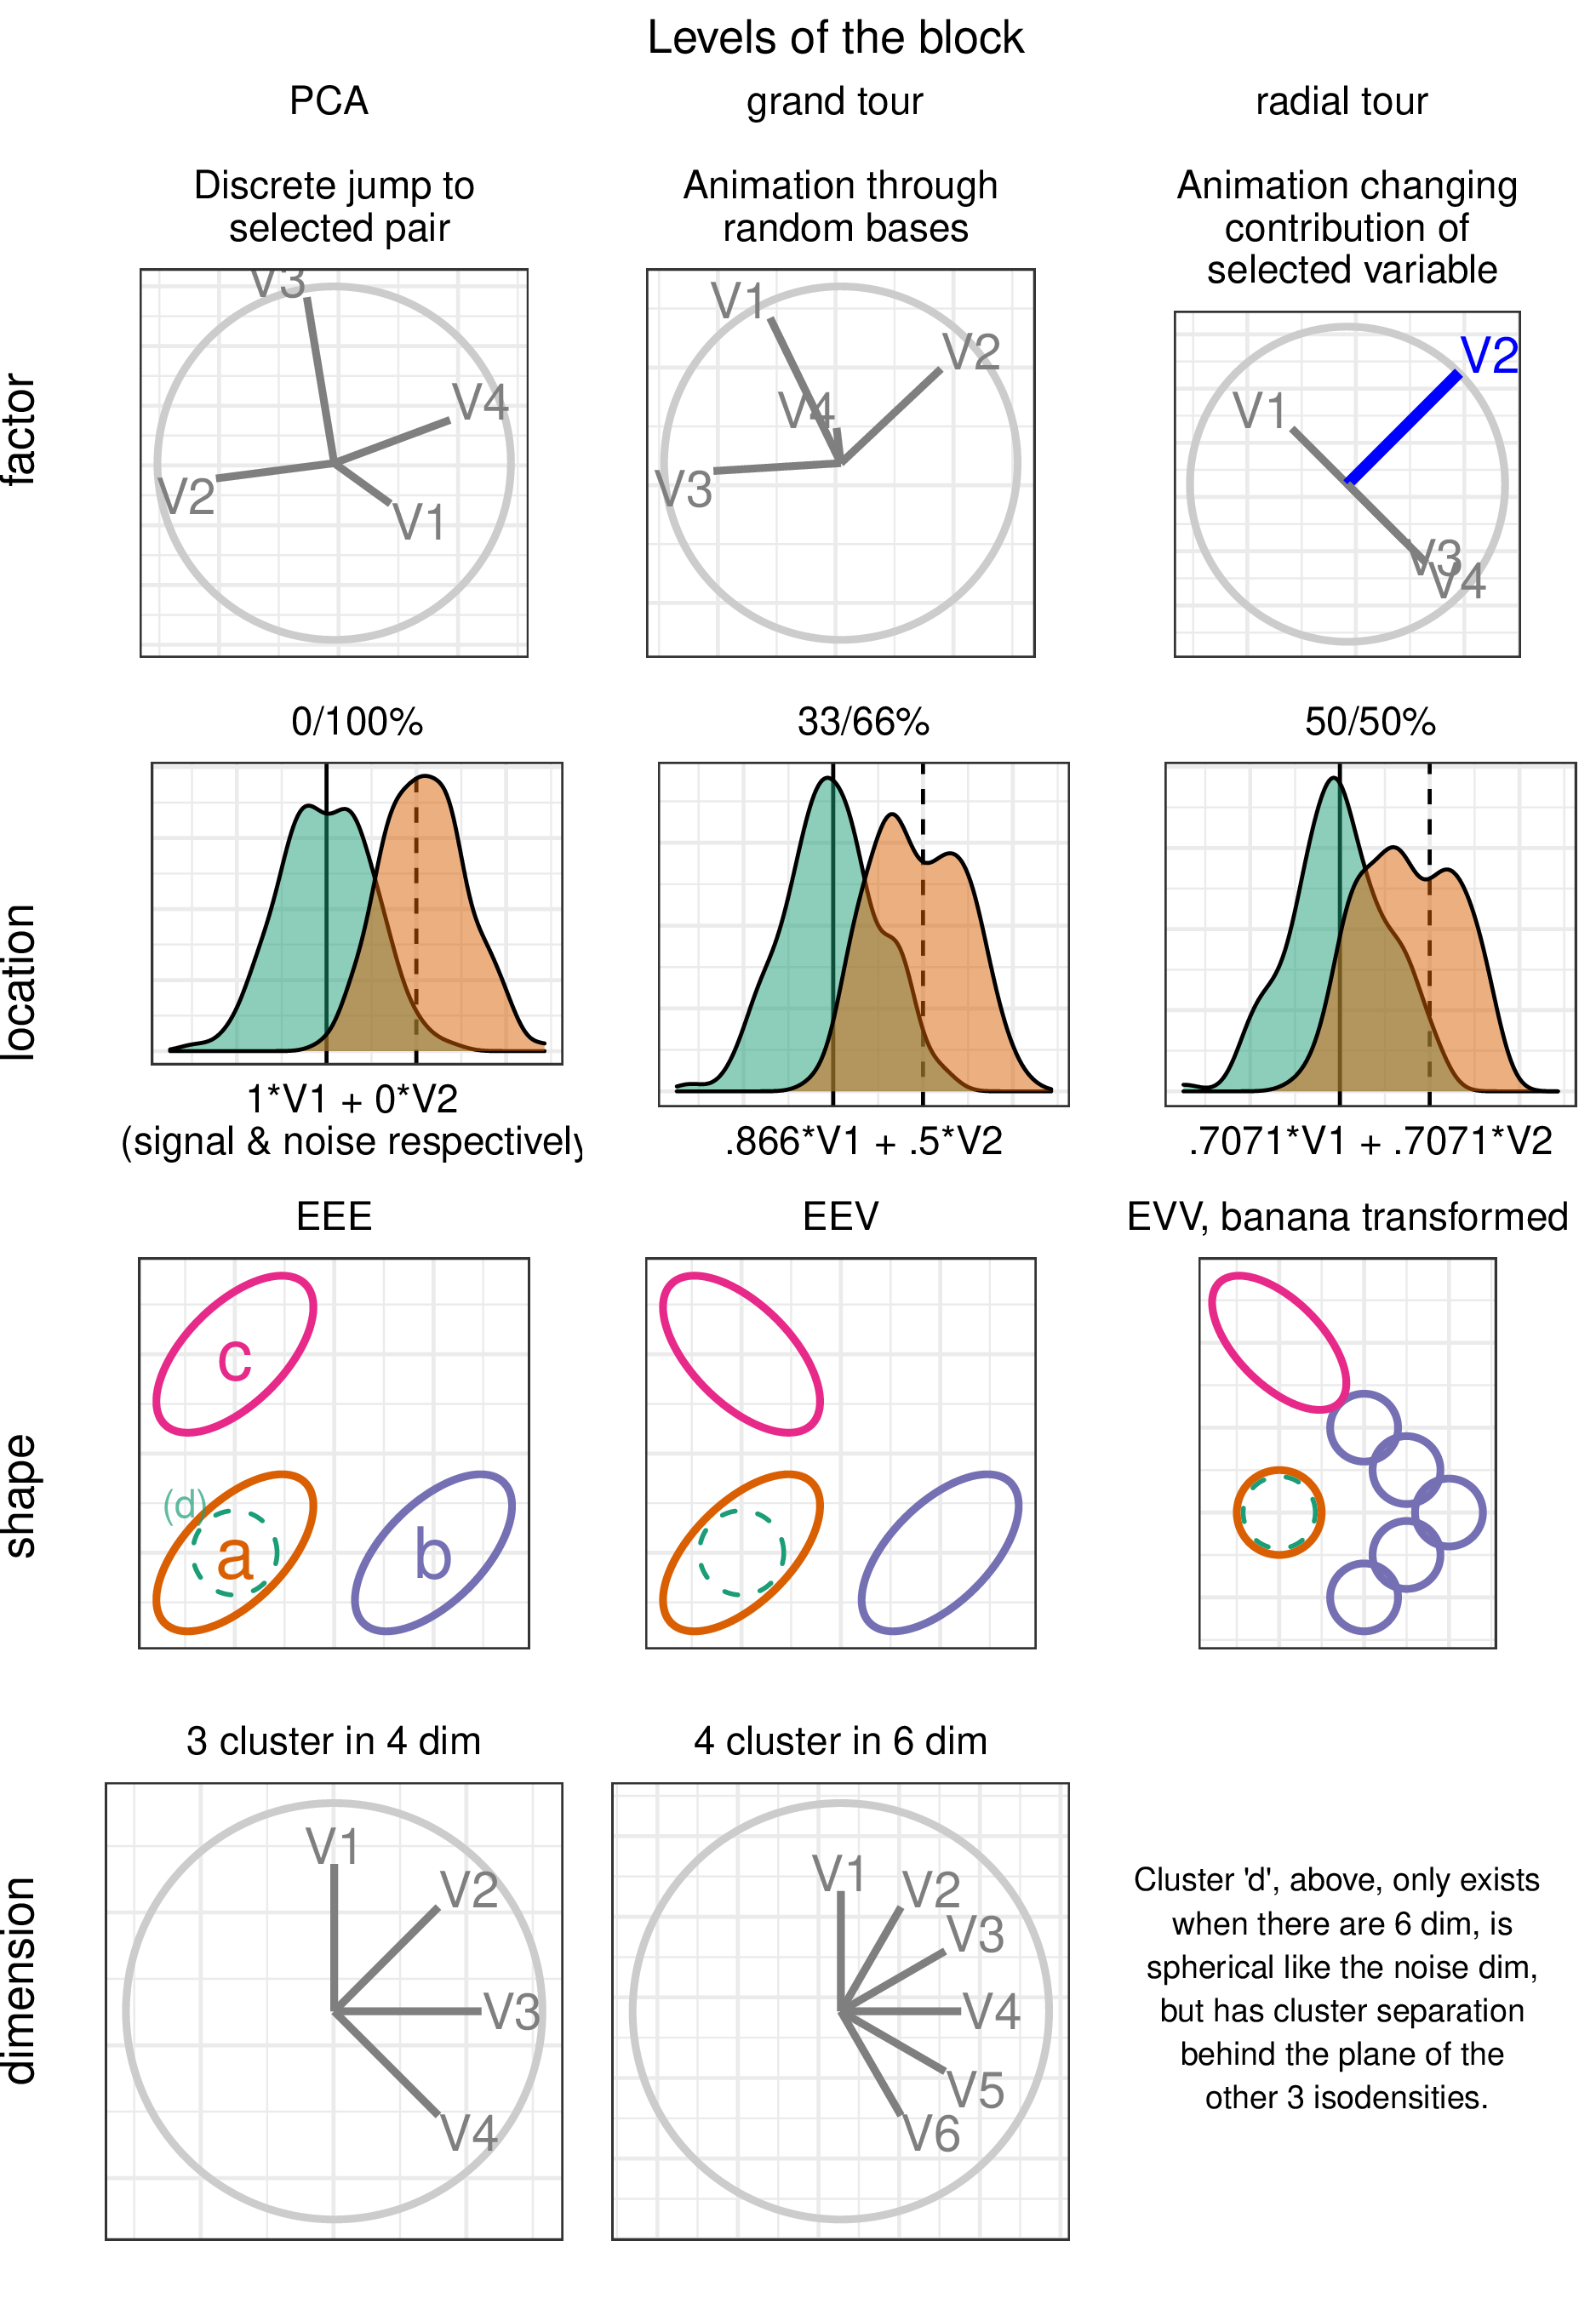 Levels of the block
PCA
grand tour
radial tour
Discrete jump to
selected pair
Animation through
random bases
Animation changing
contribution of
selected variable
factor
V3
V4
V2
V1
V1
V2
V4
V3
V2
V1
V3
V4
location
0/100%
33/66%
50/50%
1*V1 + 0*V2
(signal & noise respectively
.866*V1 + .5*V2
.7071*V1 + .7071*V2
shape
EEE
EEV
EVV, banana transformed
c
(d)
a
b
dimension
3 cluster in 4 dim
4 cluster in 6 dim
V1
V2
V3
V4
V1
V2
V3
V4
V5
V6
Cluster 'd', above, only exists
when there are 6 dim, is
spherical like the noise dim,
but has cluster separation
behind the plane of the
other 3 isodensities.